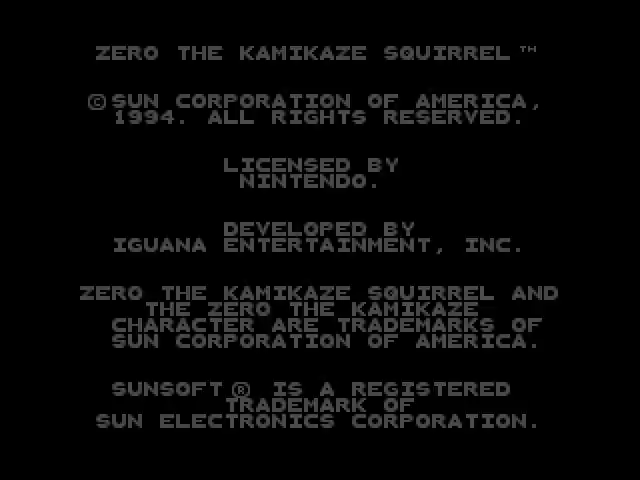 ZERO THE KAMIKAZE SQUIRREL™
©SUN CORPORATION OF AMERICA,
1994. ALL RIGHTS RESERVED.
LICENSED BY
NINTENDO.
DEVELOPED BY
IGUANA ENTERTAINMENT, INC.
ZERO THE KAMIKAZE SQUIRREL AND
THE ZERO THE KAMIKAZE
CHARACTER ARE TRADEMARKS OF
SUN CORPORATION OF AMERICA.
SUNSOFT® IS A REGISTERED
TRADEMARK OF
SUN ELECTRONICS CORPORATION.